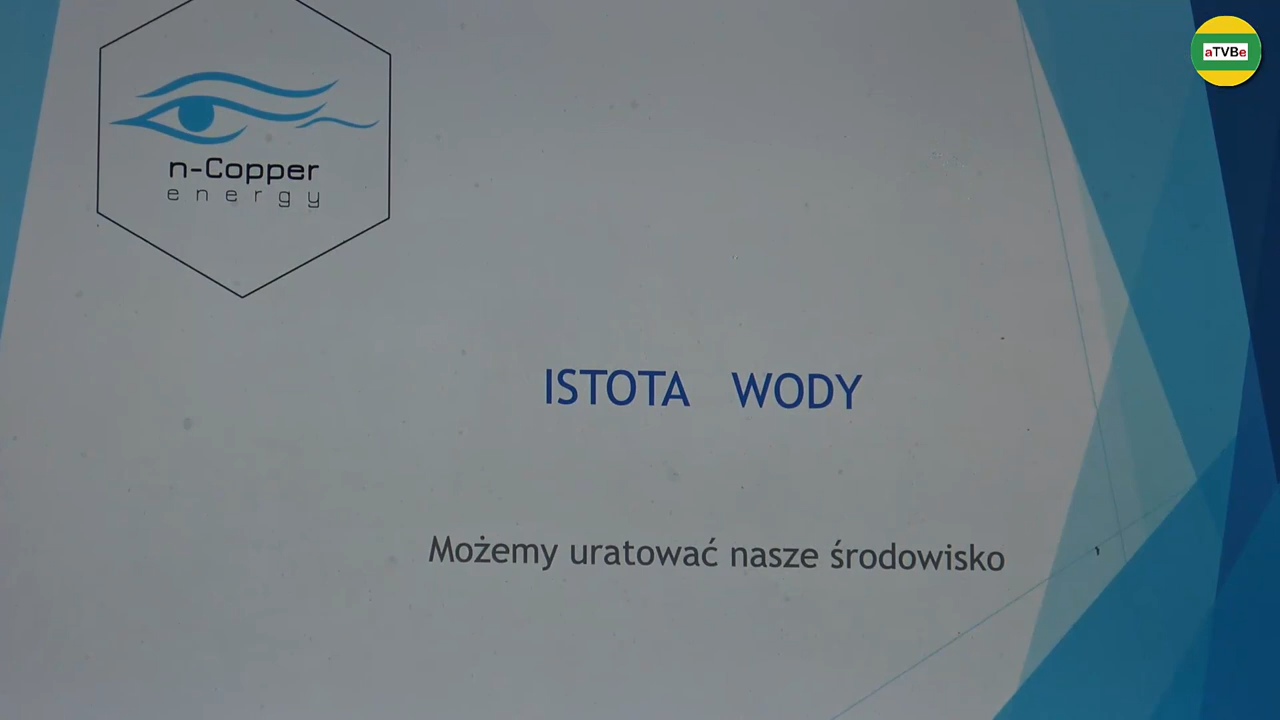 aTVBe
n-Copper
energy
ISTOTA WODY
Możemy uratować nasze środowisko